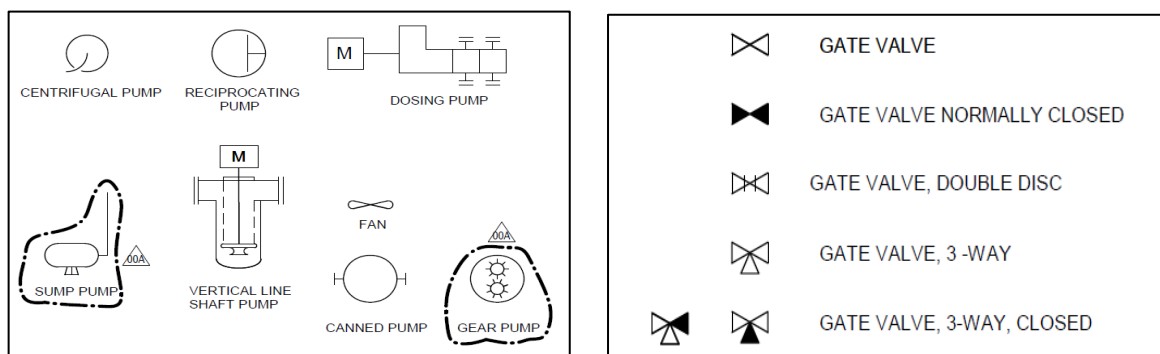 M
CENTRIFUGAL PUMP
RECIPROCATING
PUMP
DOSING PUMP
M
00A
SUMP PUMP
VERTICAL LINE
SHAFT PUMP
FAN
00A
CANNED PUMP
GEAR PUMP
GATE VALVE
GATE VALVE NORMALLY CLOSED
GATE VALVE, DOUBLE DISC
GATE VALVE, 3 -WAY
GATE VALVE, 3-WAY, CLOSED